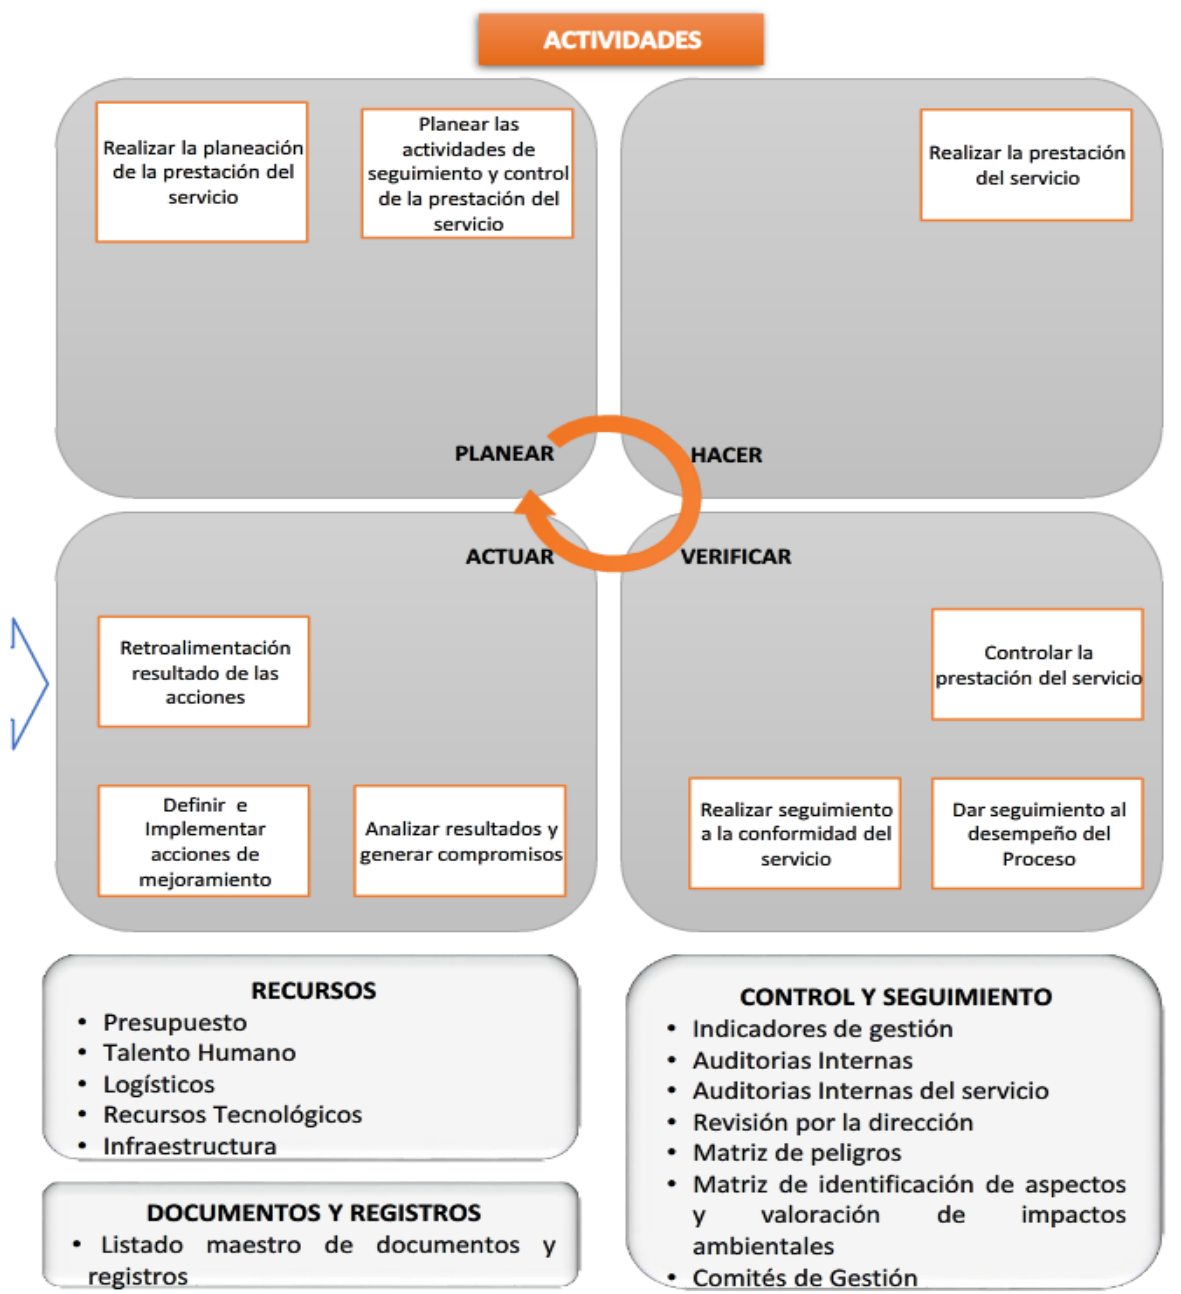 ACTIVIDADES
Realizar la planeación
de la prestación del
servicio
Planear las
actividades de
seguimiento y control
de la prestación del
servicio
Realizar la prestación
del servicio
PLANEAR
HACER
ACTUAR
VERIFICAR
Retroalimentación
resultado de las
acciones
Controlar la
prestación del servicio
Definir e
Implementar
acciones de
mejoramiento
Analizar resultados y
generar compromisos
Realizar seguimiento
a la conformidad del
servicio
Dar seguimiento al
desempeño del
Proceso
RECURSOS
• Presupuesto
• Talento Humano
• Logísticos
• Recursos Tecnológicos
• Infraestructura
DOCUMENTOS Y REGISTROS
• Listado maestro de documentos y
registros
CONTROL Y SEGUIMIENTO
• Indicadores de gestión
• Auditorias Internas
• Auditorias Internas del servicio
• Revisión por la dirección
• Matriz de peligros
• Matriz de identificación de aspectos
y valoración de impactos
ambientales
• Comités de Gestión